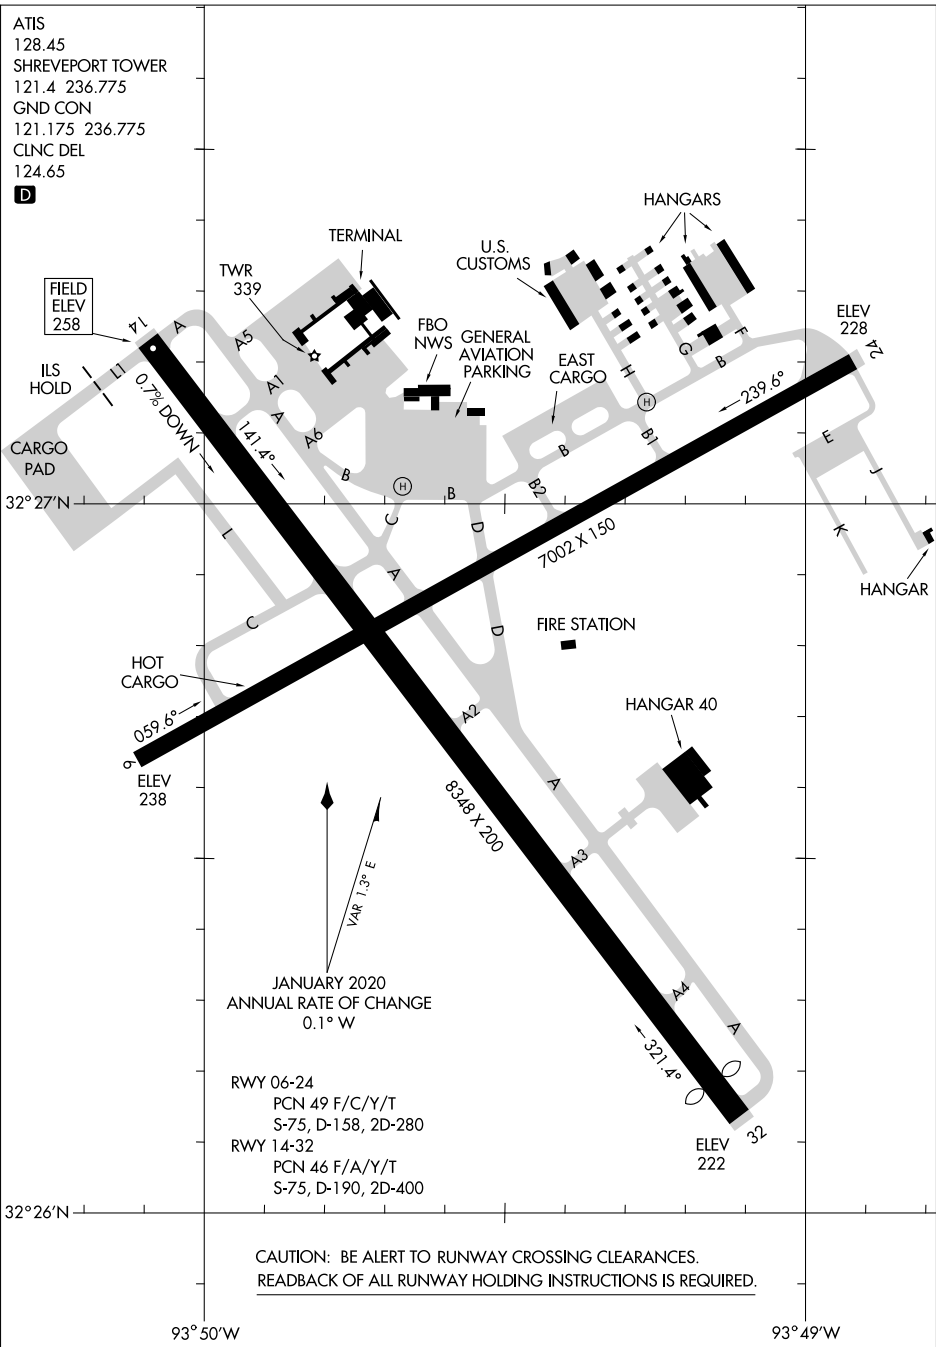 ATIS
128.45
SHREVEPORT TOWER
121.4 236.775
GND CON
121.175 236.775
CLNC DEL
124.65
D
HANGARS
TERMINAL
U.S.
CUSTOMS
TWR
339
FIELD
ELEV
258
14
A
A5
FBO
NWS
GENERAL
AVIATION
PARKING
EAST
CARGO
ELEV
228
24
F
G
B
H
ILS
HOLD
L1
0.7% DOWN
A1
A
A6
141.4°
H
239.6°
B1
E
J
CARGO
PAD
B
H
B
B
B2
32°27'N
L
C
D
7002 X 150
K
HANGAR
A
C
D
FIRE STATION
HOT
CARGO
059.6°
6
ELEV
238
A2
HANGAR 40
A
8348 X 200
A3
VAR 1.3° E
JANUARY 2020
ANNUAL RATE OF CHANGE
0.1° W
A4
A
321.4°
RWY 06-24
PCN 49 F/C/Y/T
S-75, D-158, 2D-280
RWY 14-32
PCN 46 F/A/Y/T
S-75, D-190, 2D-400
32
ELEV
222
32°26'N
CAUTION: BE ALERT TO RUNWAY CROSSING CLEARANCES.
READBACK OF ALL RUNWAY HOLDING INSTRUCTIONS IS REQUIRED.
93°50'W
93°49'W